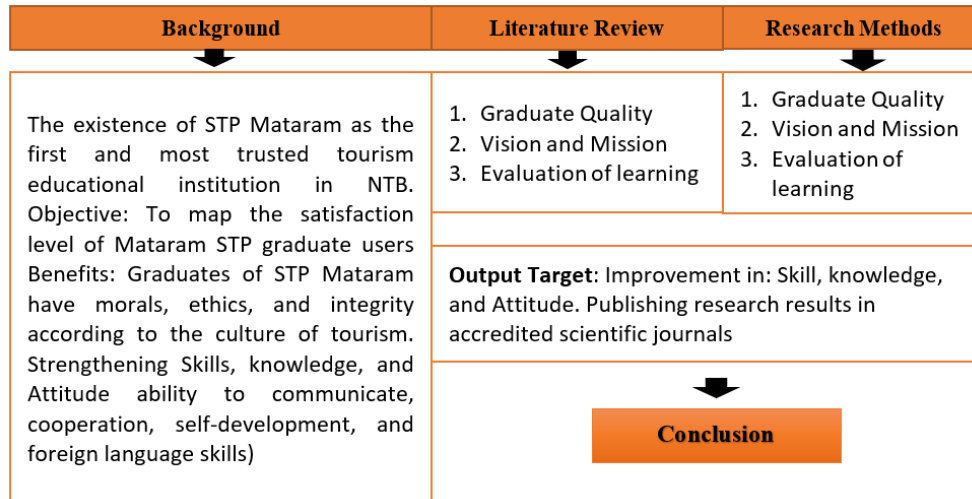 Background
Literature Review
Research Methods
The existence of STP Mataram as the
first and most trusted tourism
educational institution in NTB.
Objective: To map the satisfaction
level of Mataram STP graduate users
Benefits: Graduates of STP Mataram
have morals, ethics, and integrity
according to the culture of tourism.
Strengthening Skills, knowledge, and
Attitude ability to communicate,
cooperation, self-development, and
foreign language skills)
1. Graduate Quality
2. Vision and Mission
3. Evaluation of learning
1. Graduate Quality
2. Vision and Mission
3. Evaluation of
learning
Output Target: Improvement in: Skill, knowledge,
and Attitude. Publishing research results in
accredited scientific journals
Conclusion